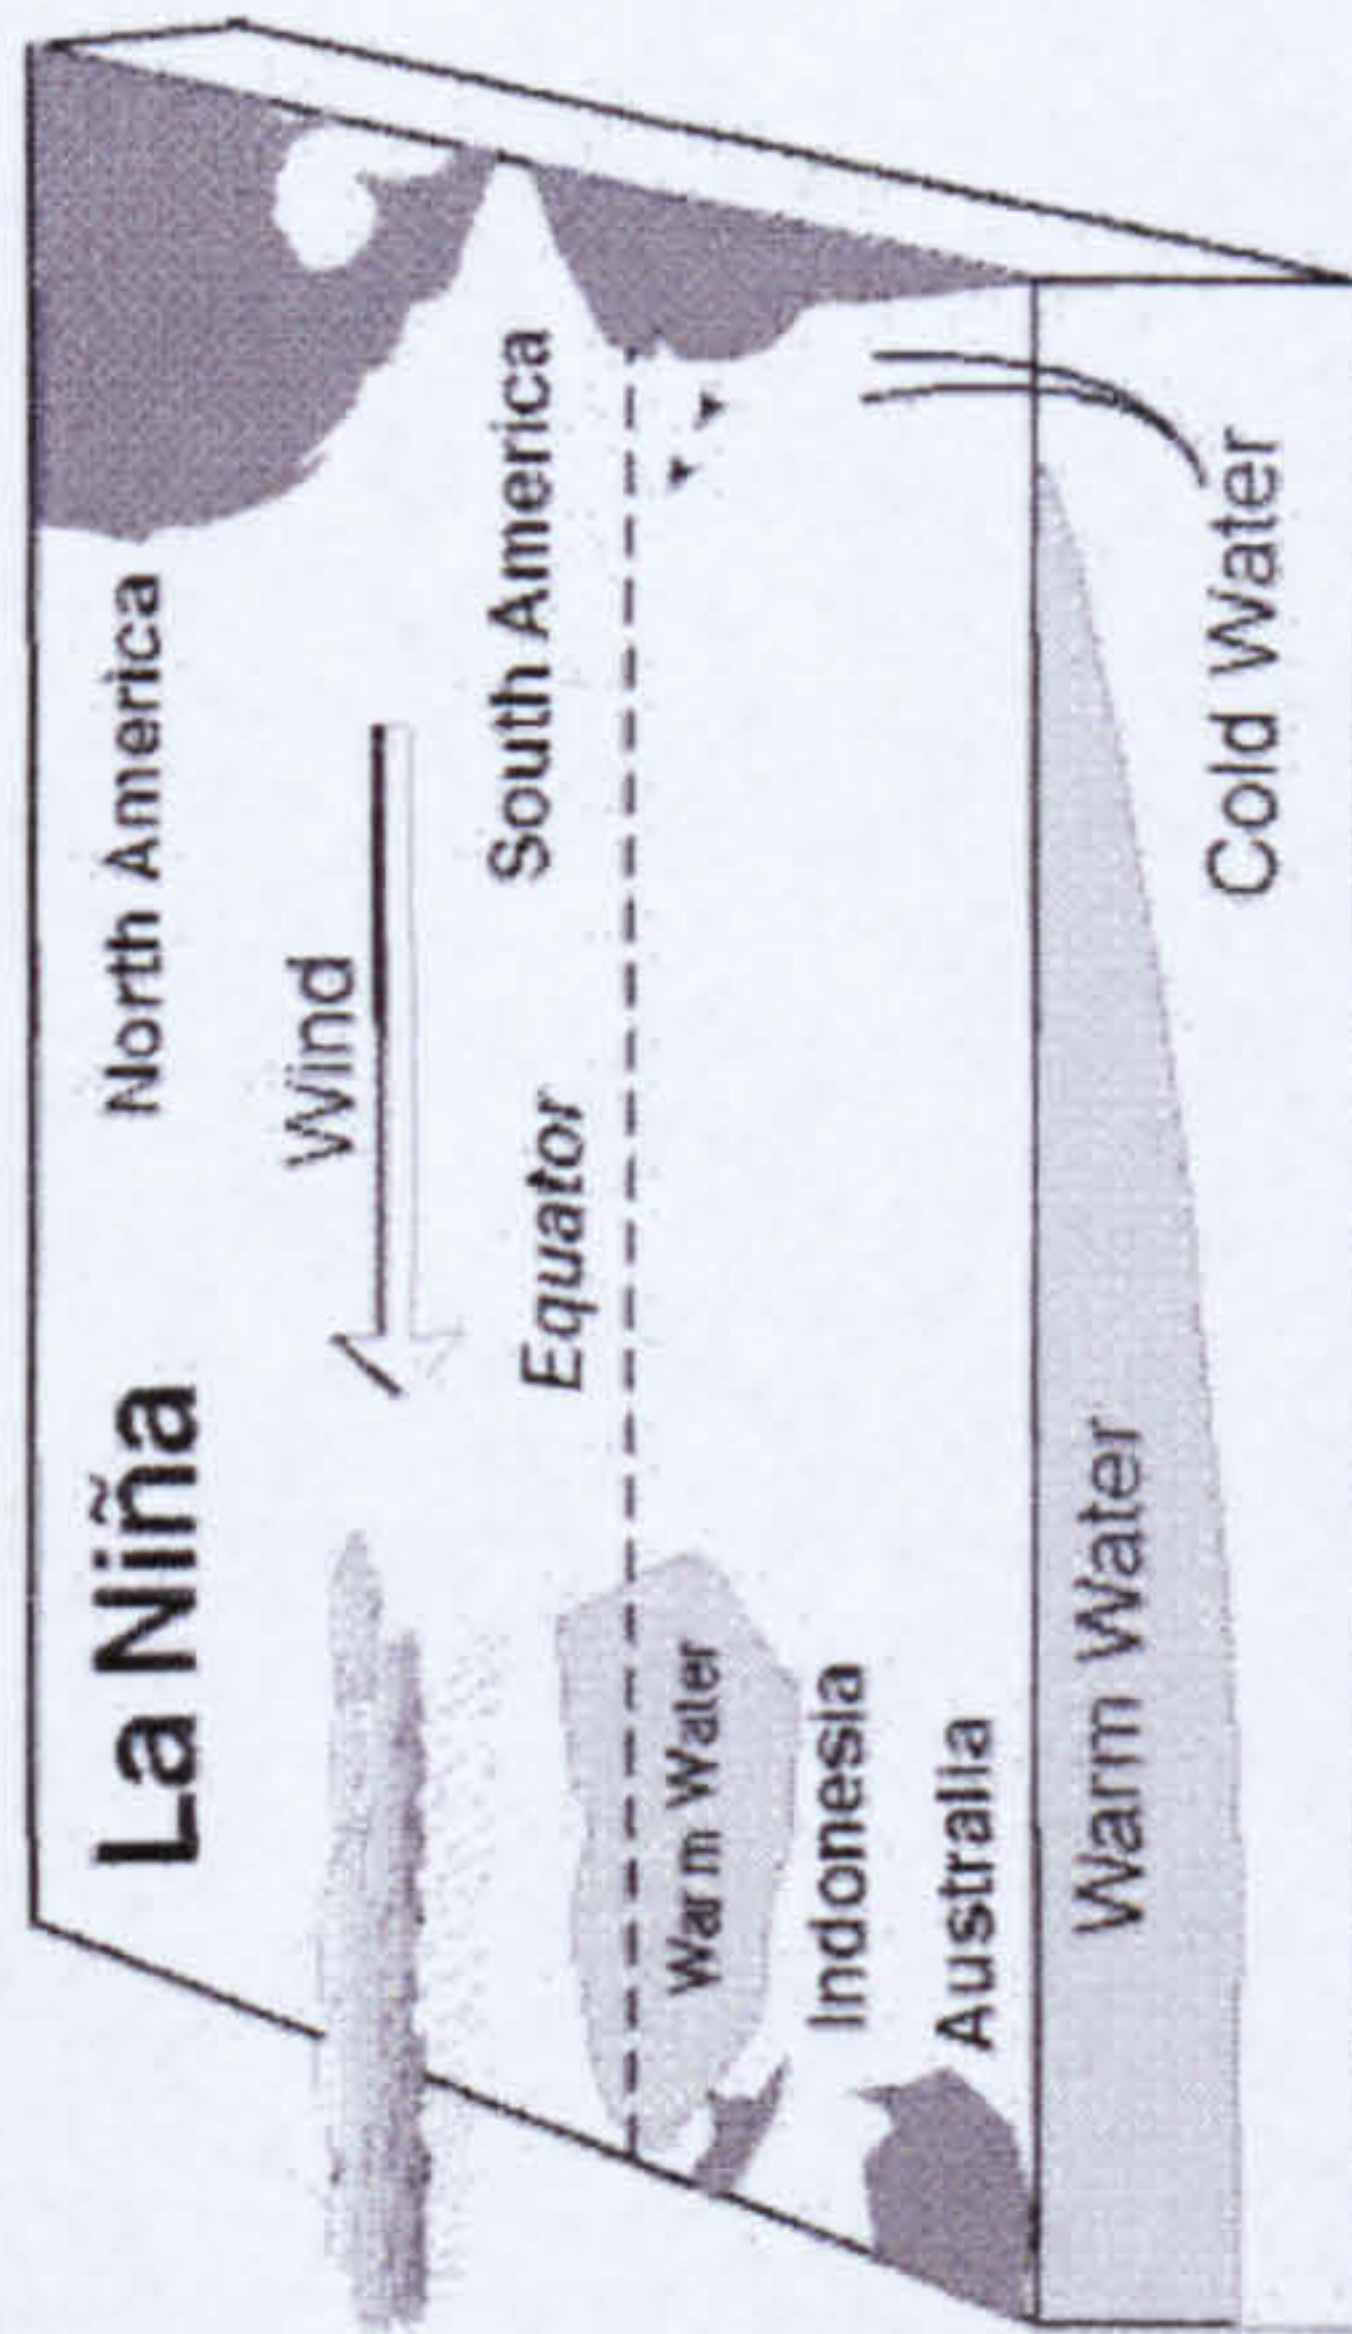 La Niña
North America
Wind
South America
Equator
Warm Water
Indonesia
Australia
Warm Water
Cold Water